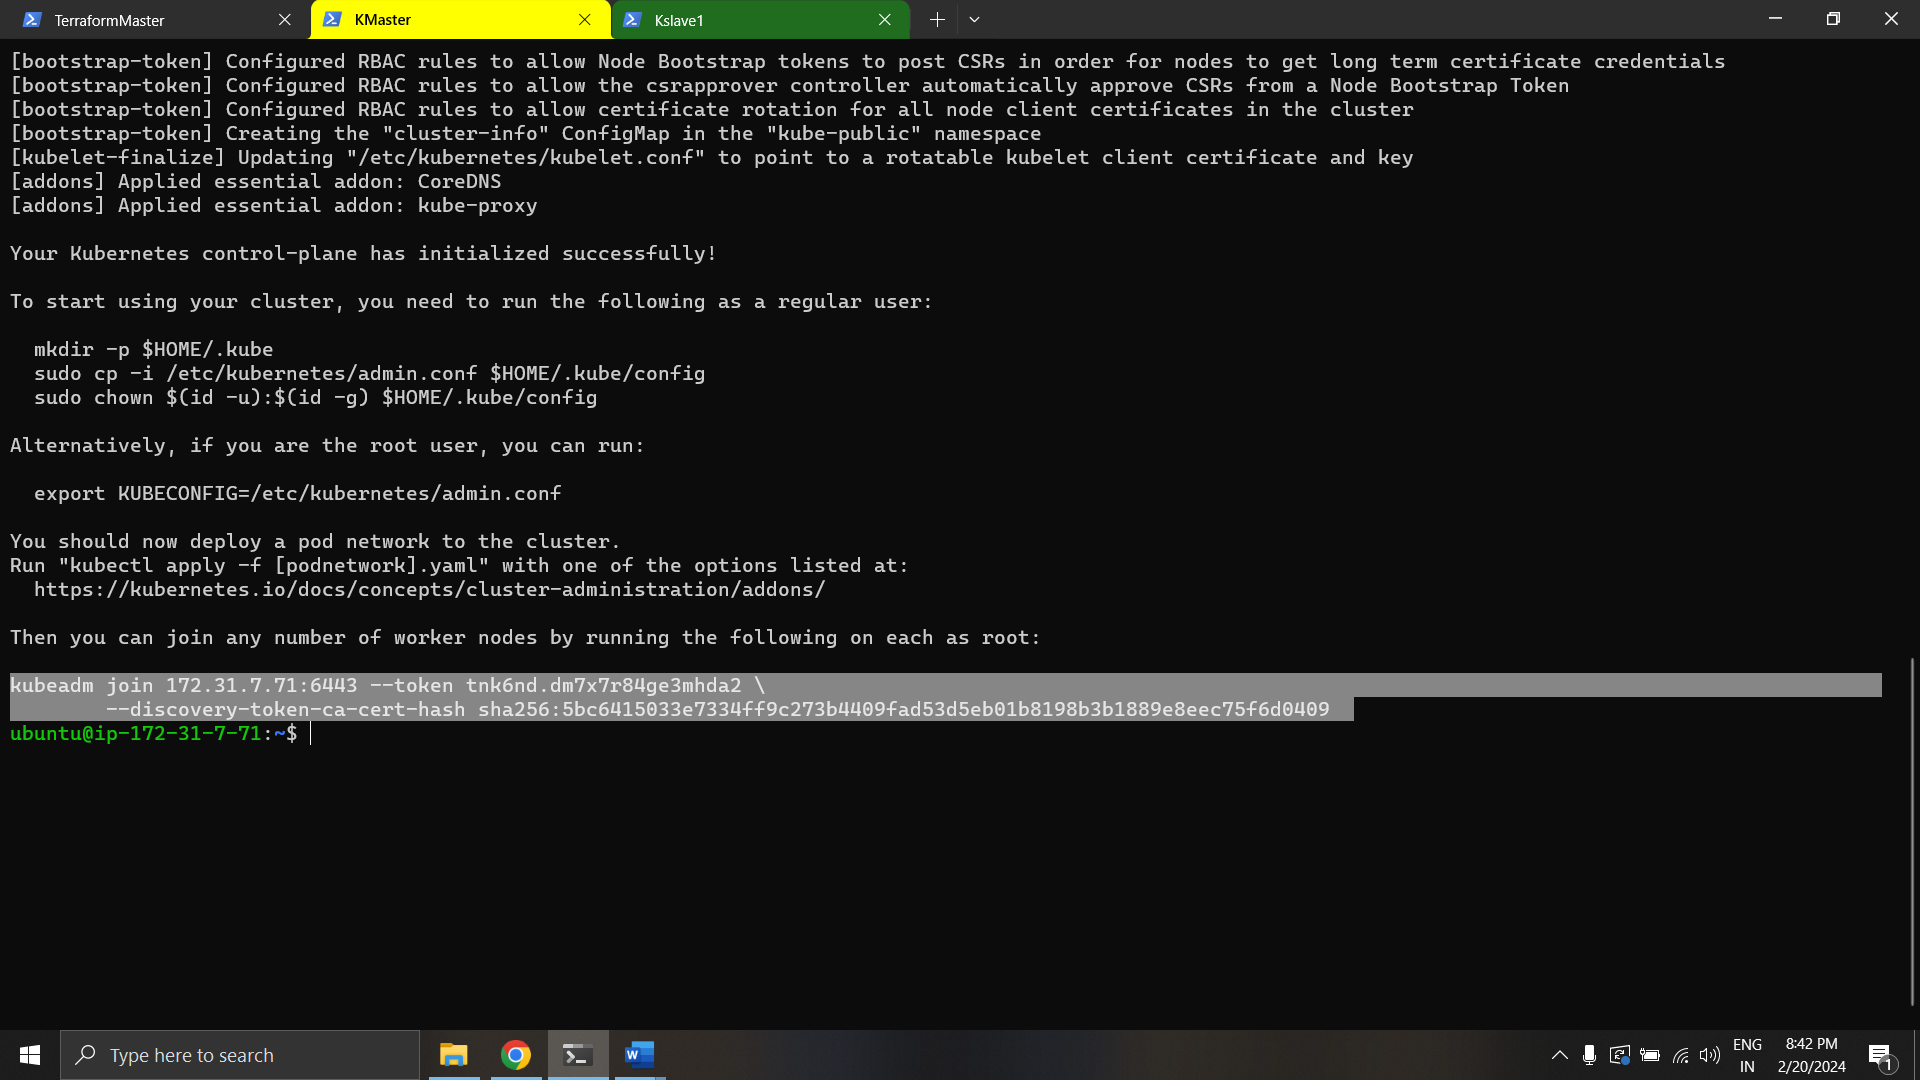 TerraformMaster KMaster Kslave1
[bootstrap-token] Configured RBAC rules to allow Node Bootstrap tokens to post CSRs in order for nodes to get long term certificate credentials
[bootstrap-token] Configured RBAC rules to allow the csrapprover controller automatically approve CSRs from a Node Bootstrap Token
[bootstrap-token] Configured RBAC rules to allow certificate rotation for all node client certificates in the cluster
[bootstrap-token] Creating the "cluster-info" ConfigMap in the "kube-public" namespace
[kubelet-finalize] Updating "/etc/kubernetes/kubelet.conf" to point to a rotatable kubelet client certificate and key
[addons] Applied essential addon: CoreDNS
[addons] Applied essential addon: kube-proxy
Your Kubernetes control-plane has initialized successfully!
To start using your cluster, you need to run the following as a regular user:
mkdir -p $HOME/.kube
sudo cp -i /etc/kubernetes/admin.conf $HOME/.kube/config
sudo chown $(id -u):$(id -g) $HOME/.kube/config
Alternatively, if you are the root user, you can run:
export KUBECONFIG=/etc/kubernetes/admin.conf
You should now deploy a pod network to the cluster.
Run "kubectl apply -f [podnetwork].yaml" with one of the options listed at:
https://kubernetes.io/docs/concepts/cluster-administration/addons/
Then you can join any number of worker nodes by running the following on each as root:
kubeadm join 172.31.7.71:6443 --token tnk6nd.dm7x7r84ge3mhda2 \
--discovery-token-ca-cert-hash sha256:5bc6415033e7334ff9c273b4409fad53d5eb01b8198b3b1889e8eec75f6d0409
ubuntu@ip-172-31-7-71:~$
Type here to search
ENG
IN
8:42 PM
2/20/2024
1